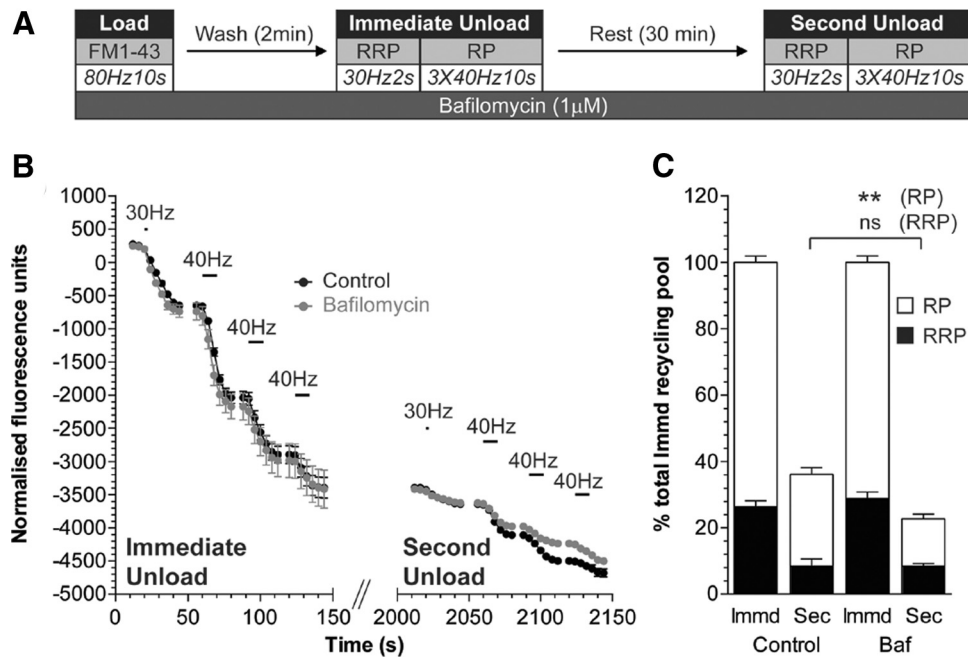 A
Load
FM1-43
80Hz10s
Wash (2min)
Immediate Unload
RRP
RP
30Hz2s
3X40Hz10s
Rest (30 min)
Second Unload
RRP
RP
30Hz2s
3X40Hz10s
Bafilomycin (1μM)
B
Normalised fluorescence units
1000
500
0
-500
-1000
-1500
-2000
-2500
-3000
-3500
-4000
-4500
-5000
30Hz
40Hz
40Hz
40Hz
Control
Bafilomycin
30Hz
40Hz
40Hz
40Hz
Immediate
Unload
Second
Unload
0
50
100
150
2000
2050
2100
2150
Time (s)
C
% total Immd recycling pool
120
100
80
60
40
20
0
** (RP)
ns (RRP)
RP
RRP
Immd Sec Immd Sec
Control Baf